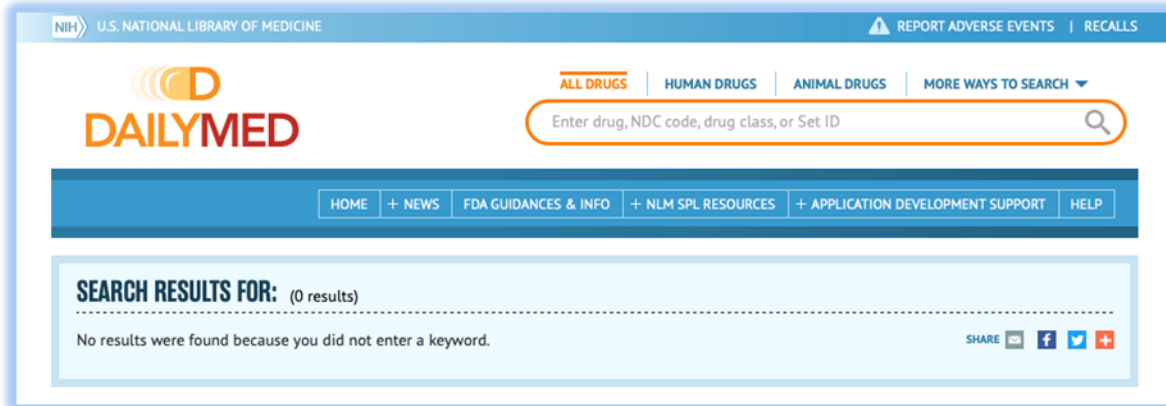 NIH U.S. NATIONAL LIBRARY OF MEDICINE
REPORT ADVERSE EVENTS | RECALLS
DAILYMED
ALL DRUGS HUMAN DRUGS ANIMAL DRUGS MORE WAYS TO SEARCH
Enter drug, NDC code, drug class, or Set ID
HOME + NEWS FDA GUIDANCES & INFO + NLM SPL RESOURCES + APPLICATION DEVELOPMENT SUPPORT HELP
SEARCH RESULTS FOR: (0 results)
No results were found because you did not enter a keyword.
SHARE